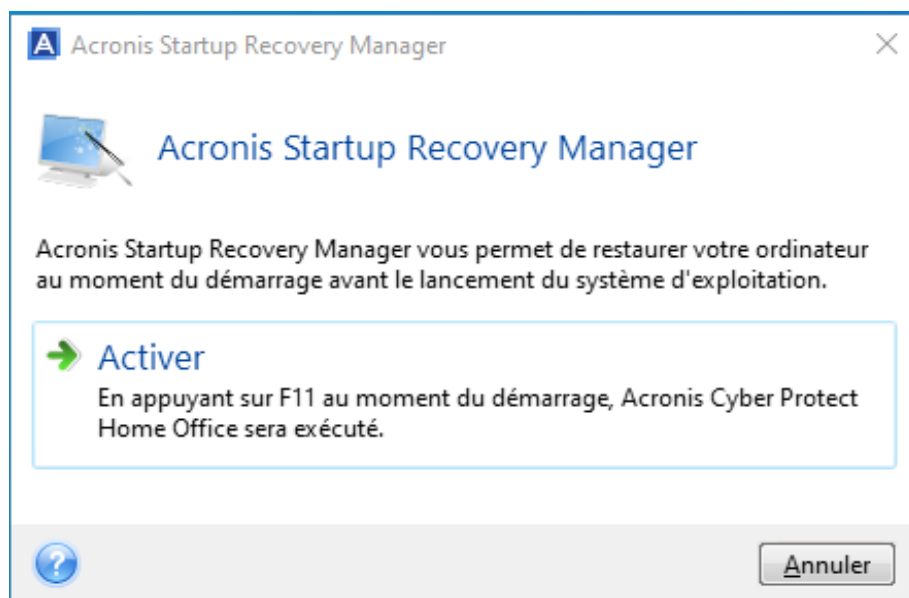 Acronis Startup Recovery Manager
Acronis Startup Recovery Manager
Acronis Startup Recovery Manager vous permet de restaurer votre ordinateur
au moment du démarrage avant le lancement du système d'exploitation.
Activer
En appuyant sur F11 au moment du démarrage, Acronis Cyber Protect
Home Office sera exécuté.
Annuler